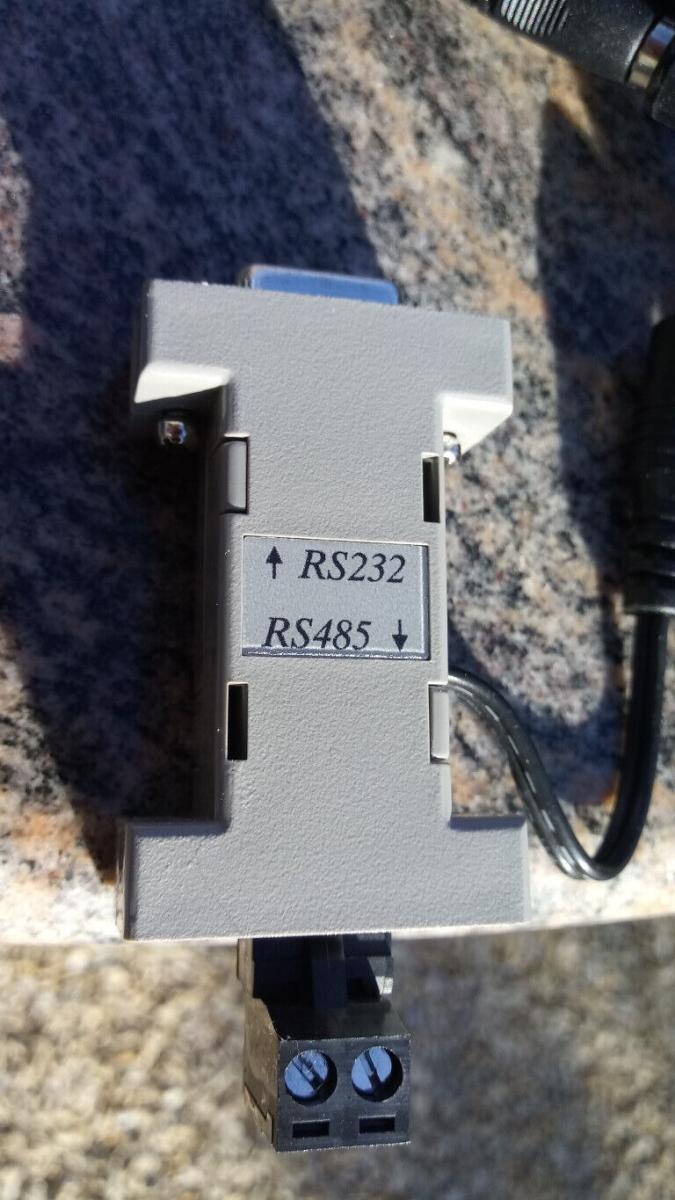 ↑ RS232
RS485 ↓